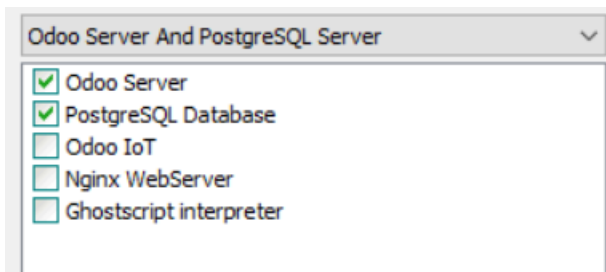 Odoo Server And PostgreSQL Server
Odoo Server
PostgreSQL Database
Odoo IoT
Nginx WebServer
Ghostscript interpreter